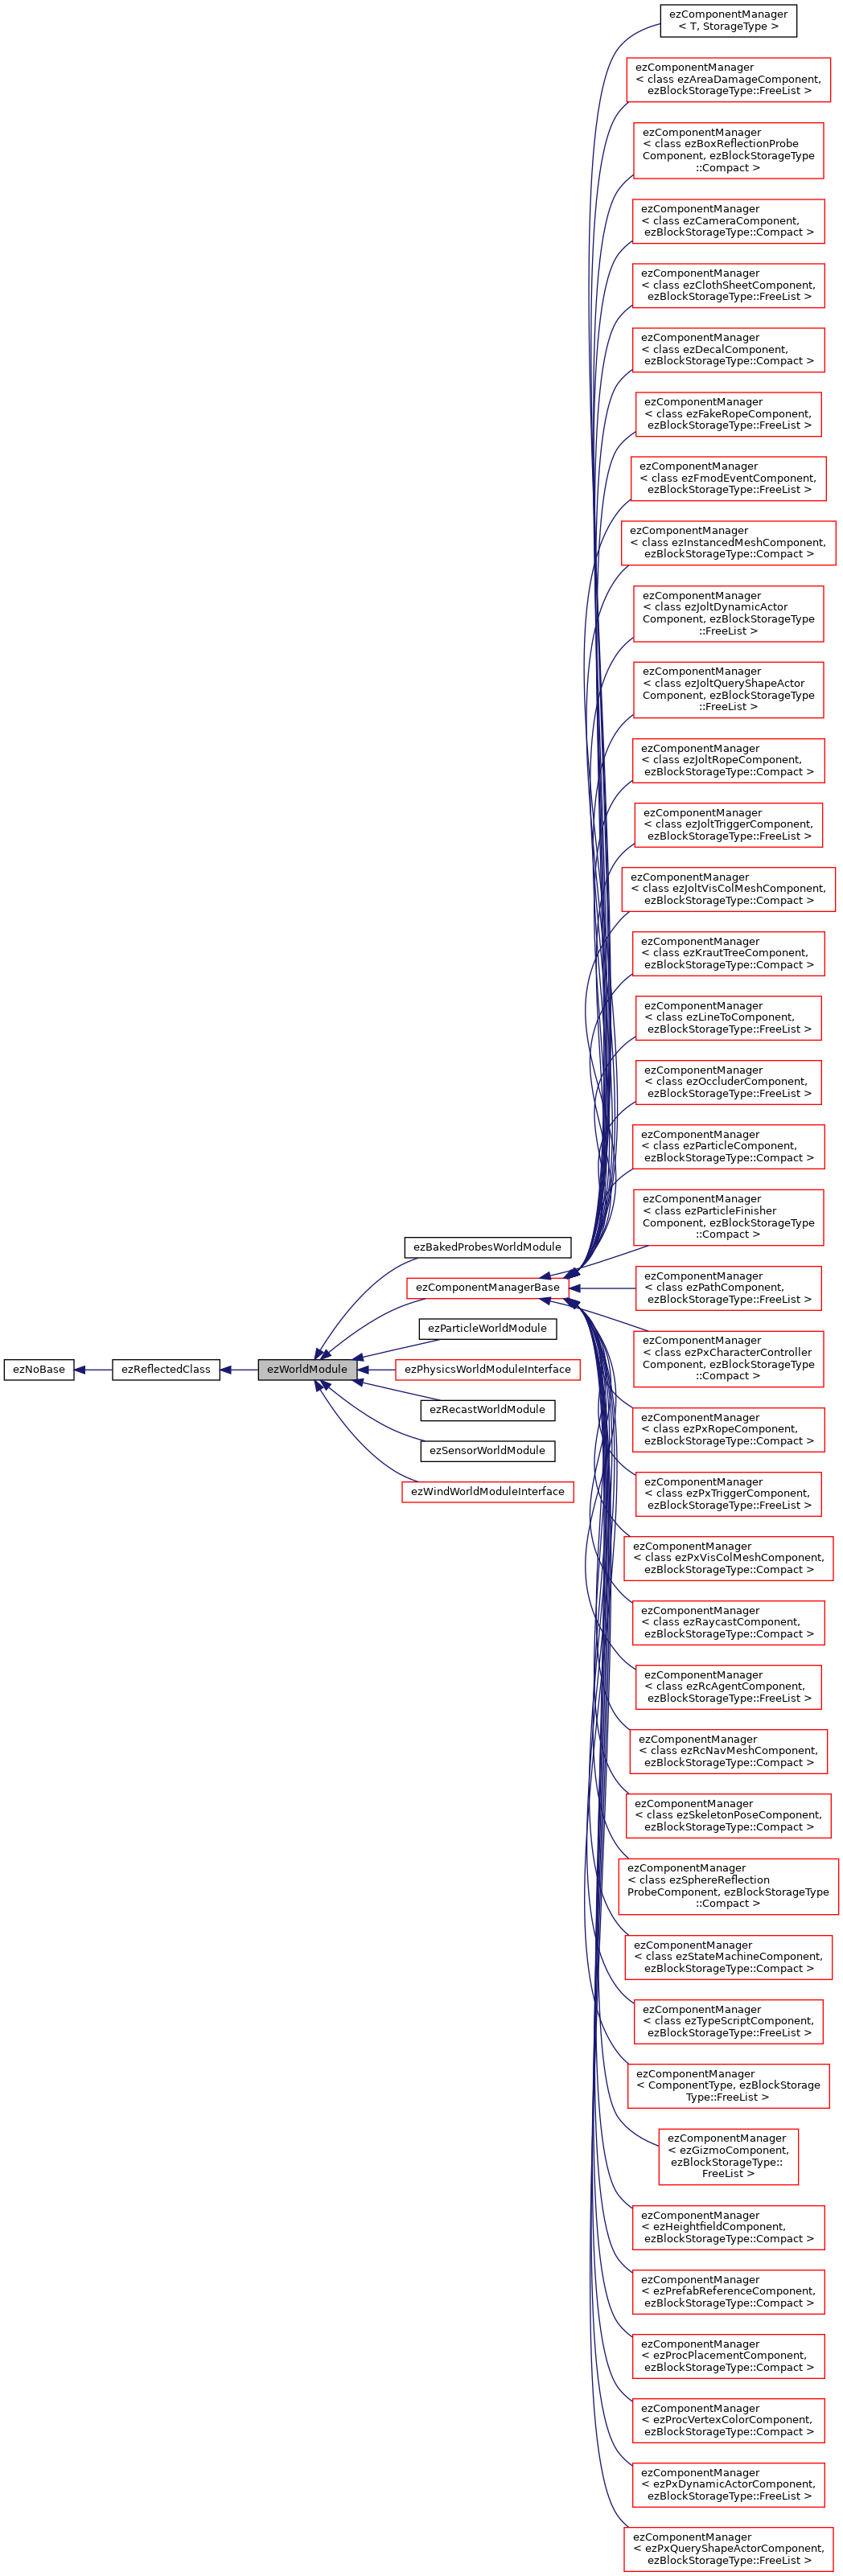 ezComponentManager
< T, StorageType >
ezComponentManager
< class ezAreaDamageComponent,
ezBlockStorageType::FreeList >
ezComponentManager
< class ezBoxReflectionProbe
Component, ezBlockStorageType
::Compact >
ezComponentManager
< class ezCameraComponent,
ezBlockStorageType::Compact >
ezComponentManager
< class ezClothSheetComponent,
ezBlockStorageType::FreeList >
ezComponentManager
< class ezDecalComponent,
ezBlockStorageType::Compact >
ezComponentManager
< class ezFakeRopeComponent,
ezBlockStorageType::FreeList >
ezComponentManager
< class ezFmodEventComponent,
ezBlockStorageType::FreeList >
ezComponentManager
< class ezInstancedMeshComponent,
ezBlockStorageType::Compact >
ezComponentManager
< class ezJoltDynamicActor
Component, ezBlockStorageType
::FreeList >
ezComponentManager
< class ezJoltQueryShapeActor
Component, ezBlockStorageType
::FreeList >
ezComponentManager
< class ezJoltRopeComponent,
ezBlockStorageType::Compact >
ezComponentManager
< class ezJoltTriggerComponent,
ezBlockStorageType::FreeList >
ezComponentManager
< class ezJoltVisColMeshComponent,
ezBlockStorageType::Compact >
ezComponentManager
< class ezKrautTreeComponent,
ezBlockStorageType::Compact >
ezComponentManager
< class ezLineToComponent,
ezBlockStorageType::FreeList >
ezComponentManager
< class ezOccluderComponent,
ezBlockStorageType::FreeList >
ezComponentManager
< class ezParticleComponent,
ezBlockStorageType::Compact >
ezComponentManager
< class ezParticleFinisher
Component, ezBlockStorageType
::Compact >
ezBakedProbesWorldModule
ezComponentManagerBase
ezComponentManager
< class ezPathComponent,
ezBlockStorageType::FreeList >
ezParticleWorldModule
ezComponentManager
< class ezPxCharacterController
Component, ezBlockStorageType
::Compact >
ezNoBase
ezReflectedClass
ezWorldModule
ezPhysicsWorldModuleInterface
ezRecastWorldModule
ezComponentManager
< class ezPxRopeComponent,
ezBlockStorageType::Compact >
ezSensorWorldModule
ezWindWorldModuleInterface
ezComponentManager
< class ezPxTriggerComponent,
ezBlockStorageType::FreeList >
ezComponentManager
< class ezPxVisColMeshComponent,
ezBlockStorageType::Compact >
ezComponentManager
< class ezRaycastComponent,
ezBlockStorageType::Compact >
ezComponentManager
< class ezRcAgentComponent,
ezBlockStorageType::FreeList >
ezComponentManager
< class ezRcNavMeshComponent,
ezBlockStorageType::Compact >
ezComponentManager
< class ezSkeletonPoseComponent,
ezBlockStorageType::Compact >
ezComponentManager
< class ezSphereReflection
ProbeComponent, ezBlockStorageType
::Compact >
ezComponentManager
< class ezStateMachineComponent,
ezBlockStorageType::Compact >
ezComponentManager
< class ezTypeScriptComponent,
ezBlockStorageType::FreeList >
ezComponentManager
< ComponentType, ezBlockStorage
Type::FreeList >
ezComponentManager
< ezGizmoComponent,
ezBlockStorageType::
FreeList >
ezComponentManager
< ezHeightfieldComponent,
ezBlockStorageType::Compact >
ezComponentManager
< ezPrefabReferenceComponent,
ezBlockStorageType::Compact >
ezComponentManager
< ezProcPlacementComponent,
ezBlockStorageType::Compact >
ezComponentManager
< ezProcVertexColorComponent,
ezBlockStorageType::Compact >
ezComponentManager
< ezPxDynamicActorComponent,
ezBlockStorageType::FreeList >
ezComponentManager
< ezPxQueryShapeActorComponent,
ezBlockStorageType::FreeList >